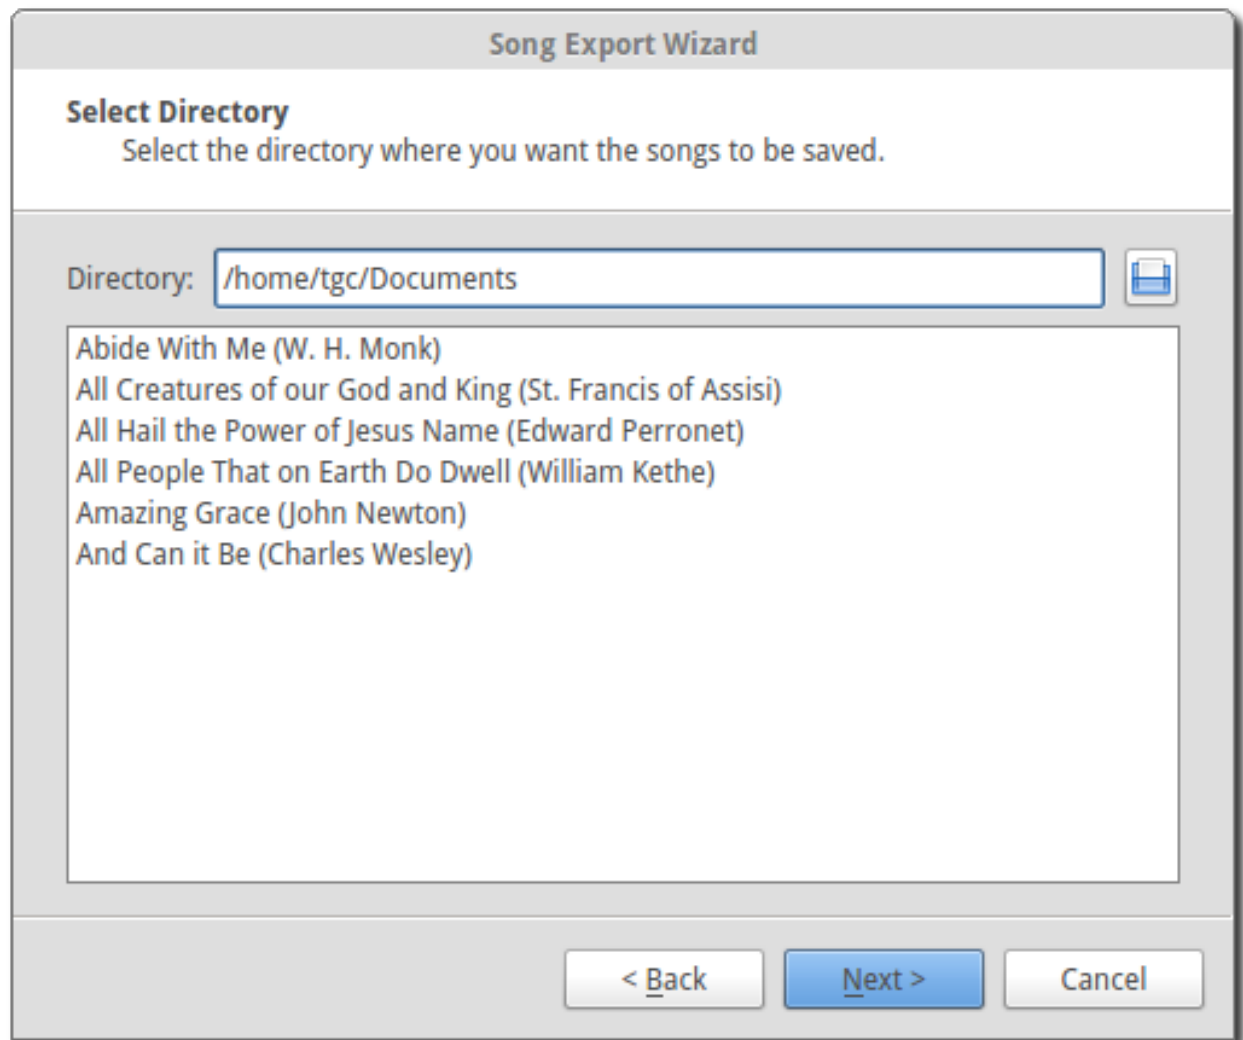 Song Export Wizard
Select Directory
Select the directory where you want the songs to be saved.
Directory: /home/tgc/Documents
Abide With Me (W. H. Monk)
All Creatures of our God and King (St. Francis of Assisi)
All Hail the Power of Jesus Name (Edward Perronet)
All People That on Earth Do Dwell (William Kethe)
Amazing Grace (John Newton)
And Can it Be (Charles Wesley)
< Back Next > Cancel